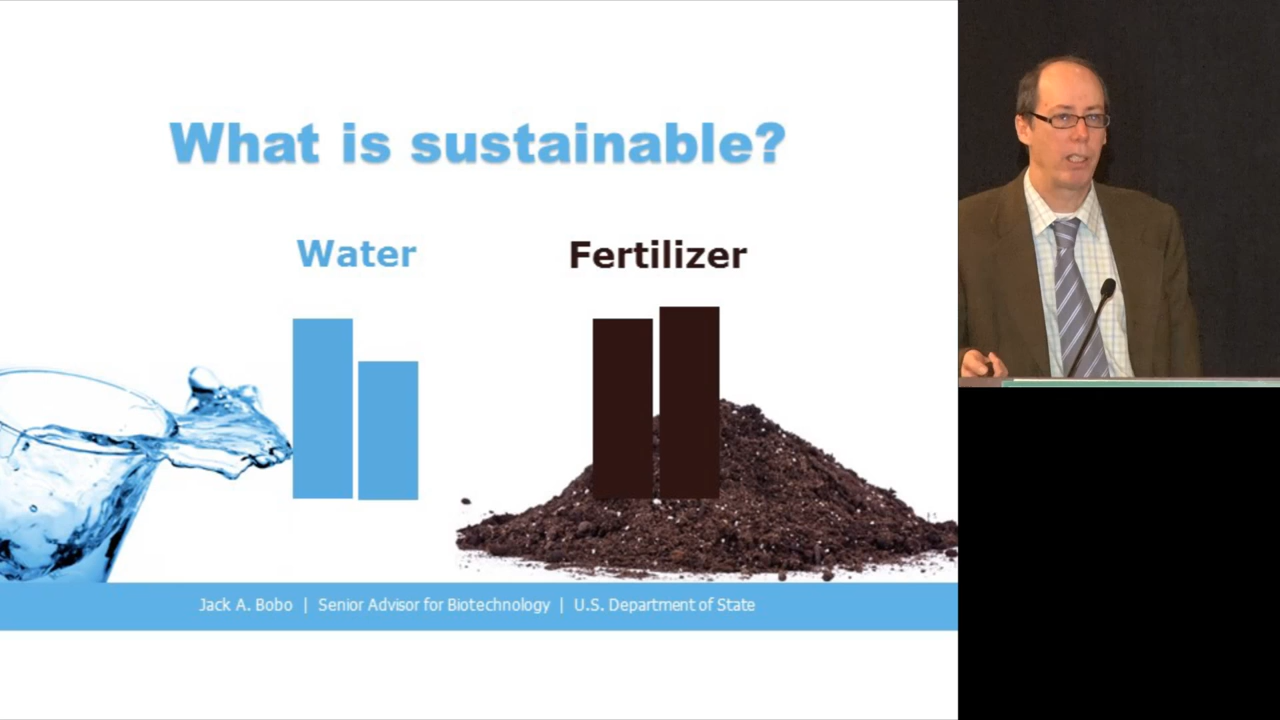 What is sustainable?
Water
Fertilizer
Jack A. Bobo | Senior Advisor for Biotechnology | U.S. Department of State